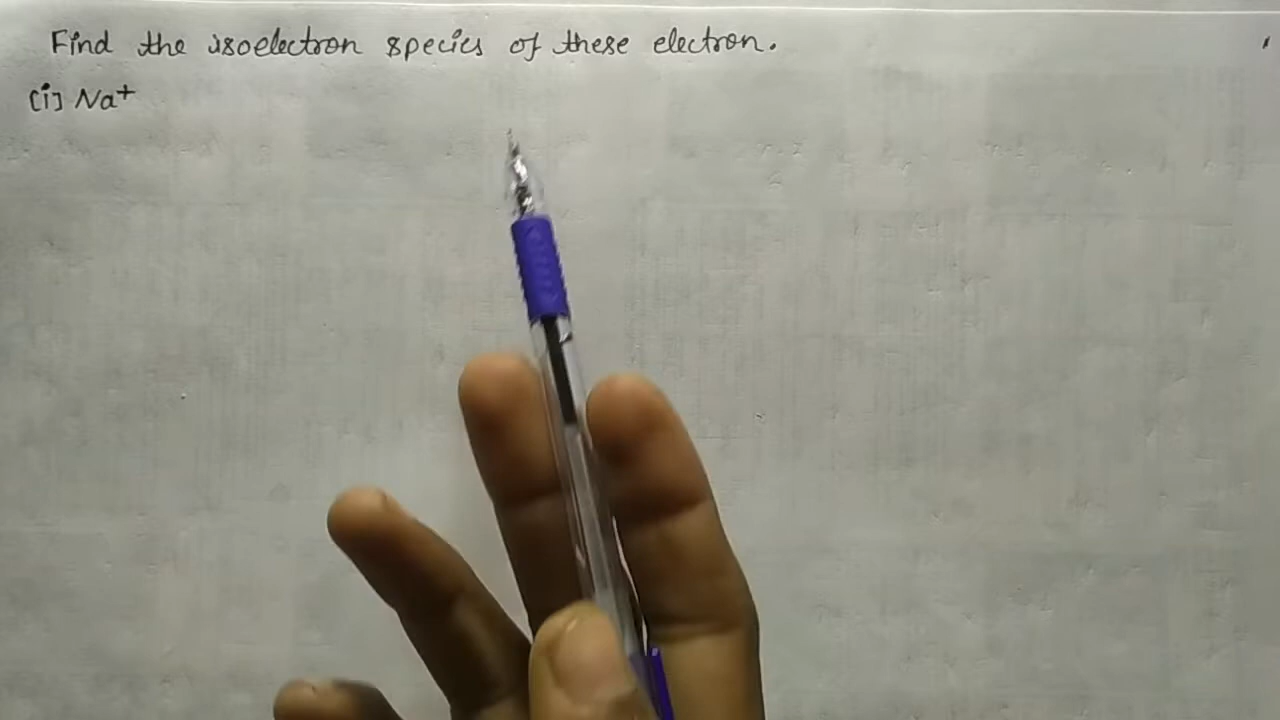 Find the isoelectron species of these electron.
[i] Na⁺